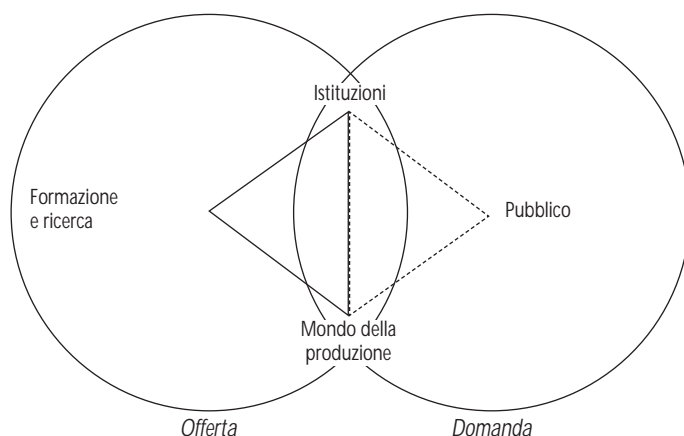 Istituzioni
Formazione
e ricerca
Pubblico
Mondo della
produzione
Offerta
Domanda